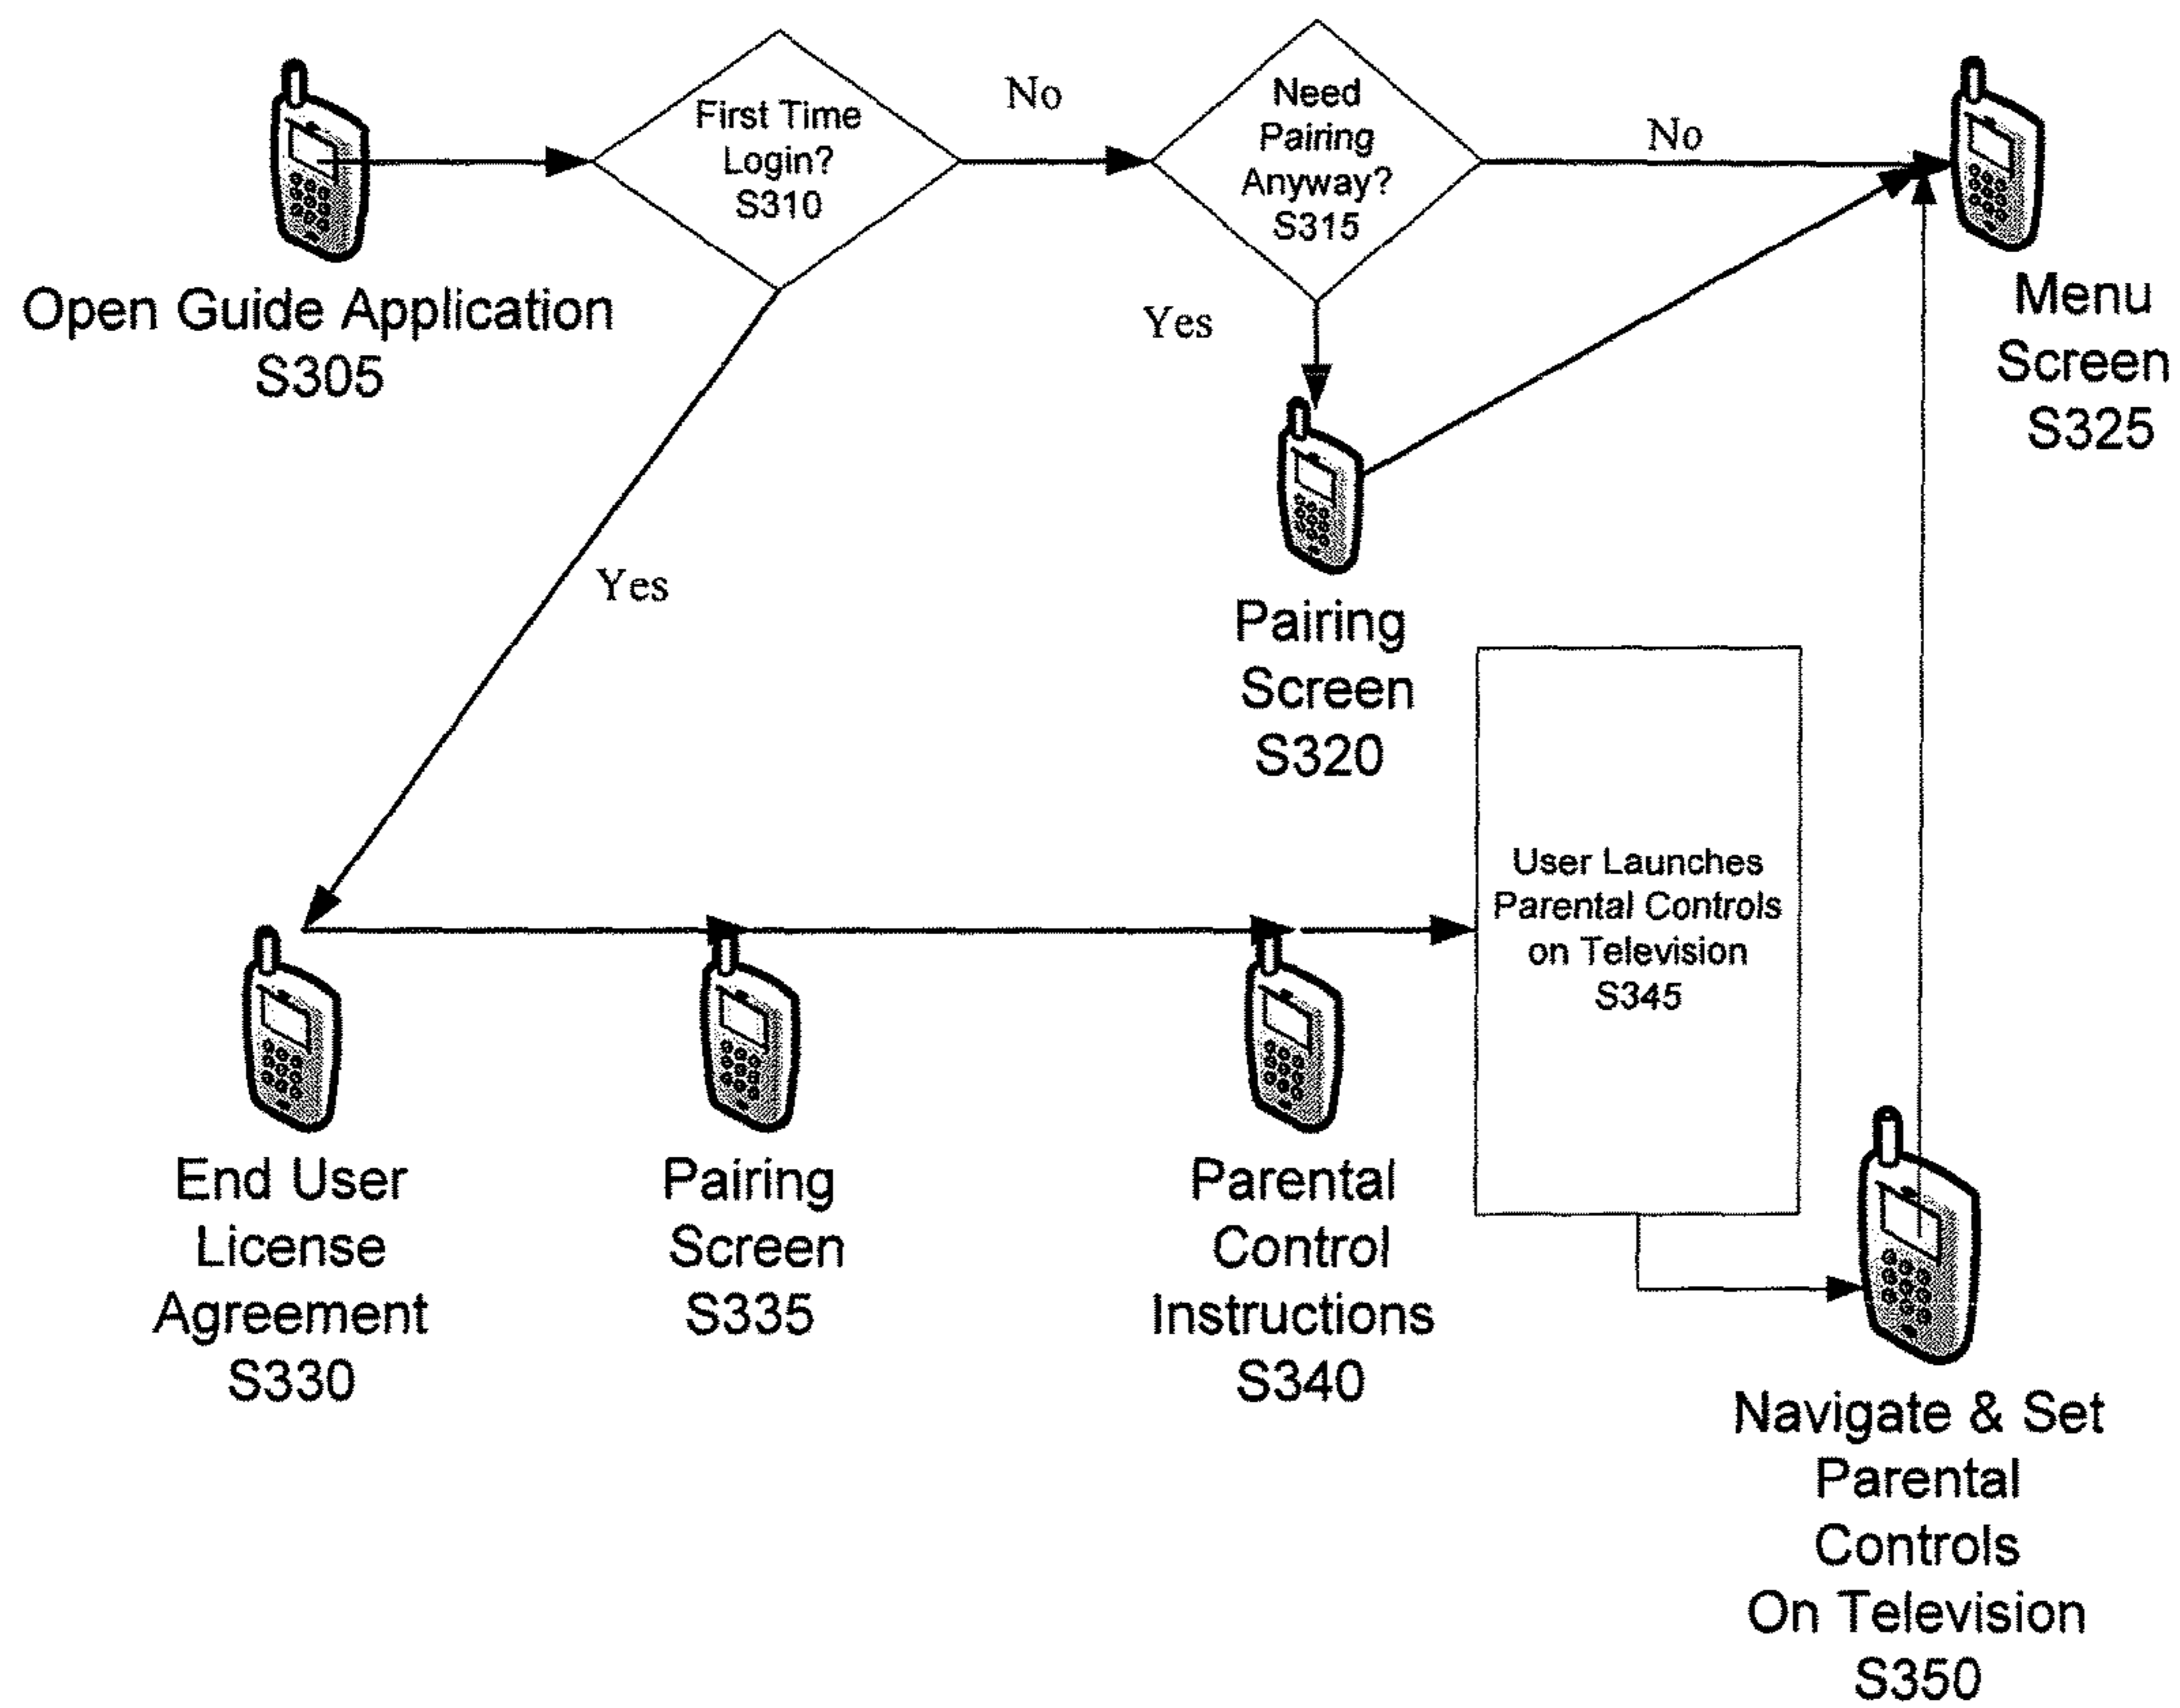 First Time
Login?
S310
No
Need
Pairing
Anyway?
S315
No
Open Guide Application
S305
Yes
Menu
Screen
S325
Yes
Pairing
Screen
S320
User Launches
Parental Controls
on Television
S345
End User
License
Agreement
S330
Pairing
Screen
S335
Parental
Control
Instructions
S340
Navigate & Set
Parental
Controls
On Television
S350